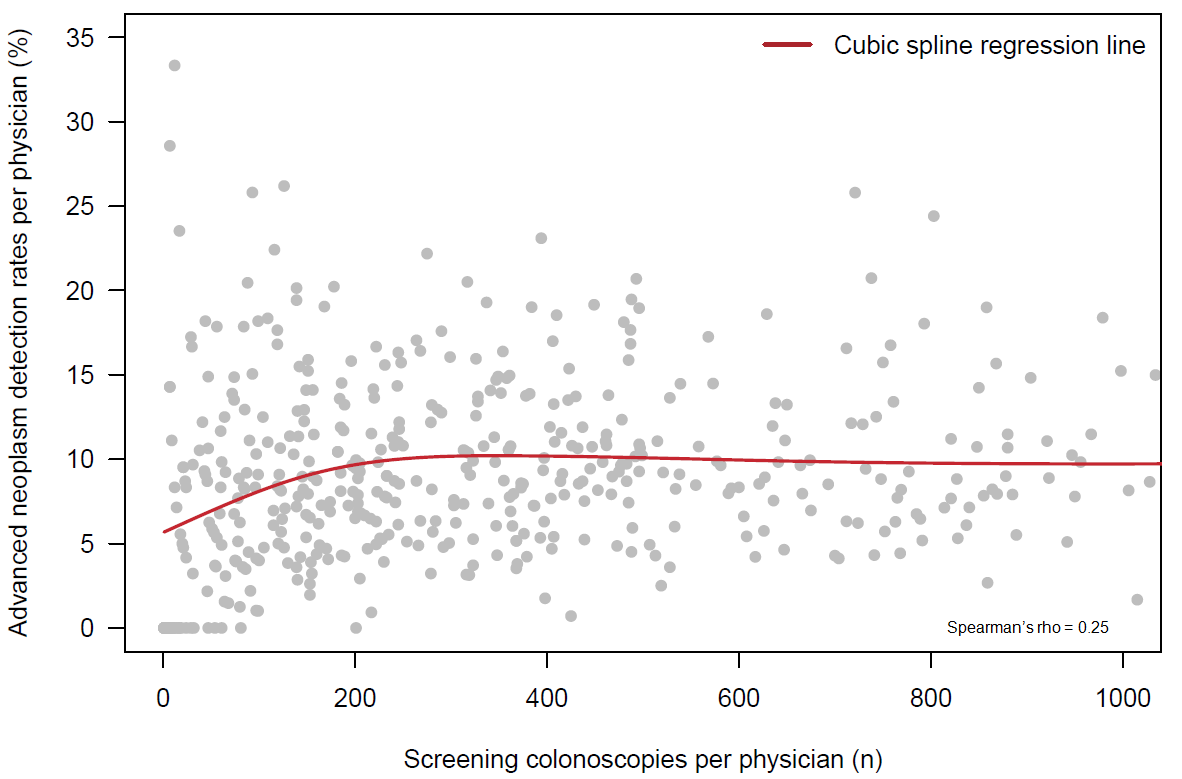 Advanced neoplasm detection rates per physician (%)
35
30
25
20
15
10
5
0
Cubic spline regression line
Spearman's rho = 0.25
0 200 400 600 800 1000
Screening colonoscopies per physician (n)